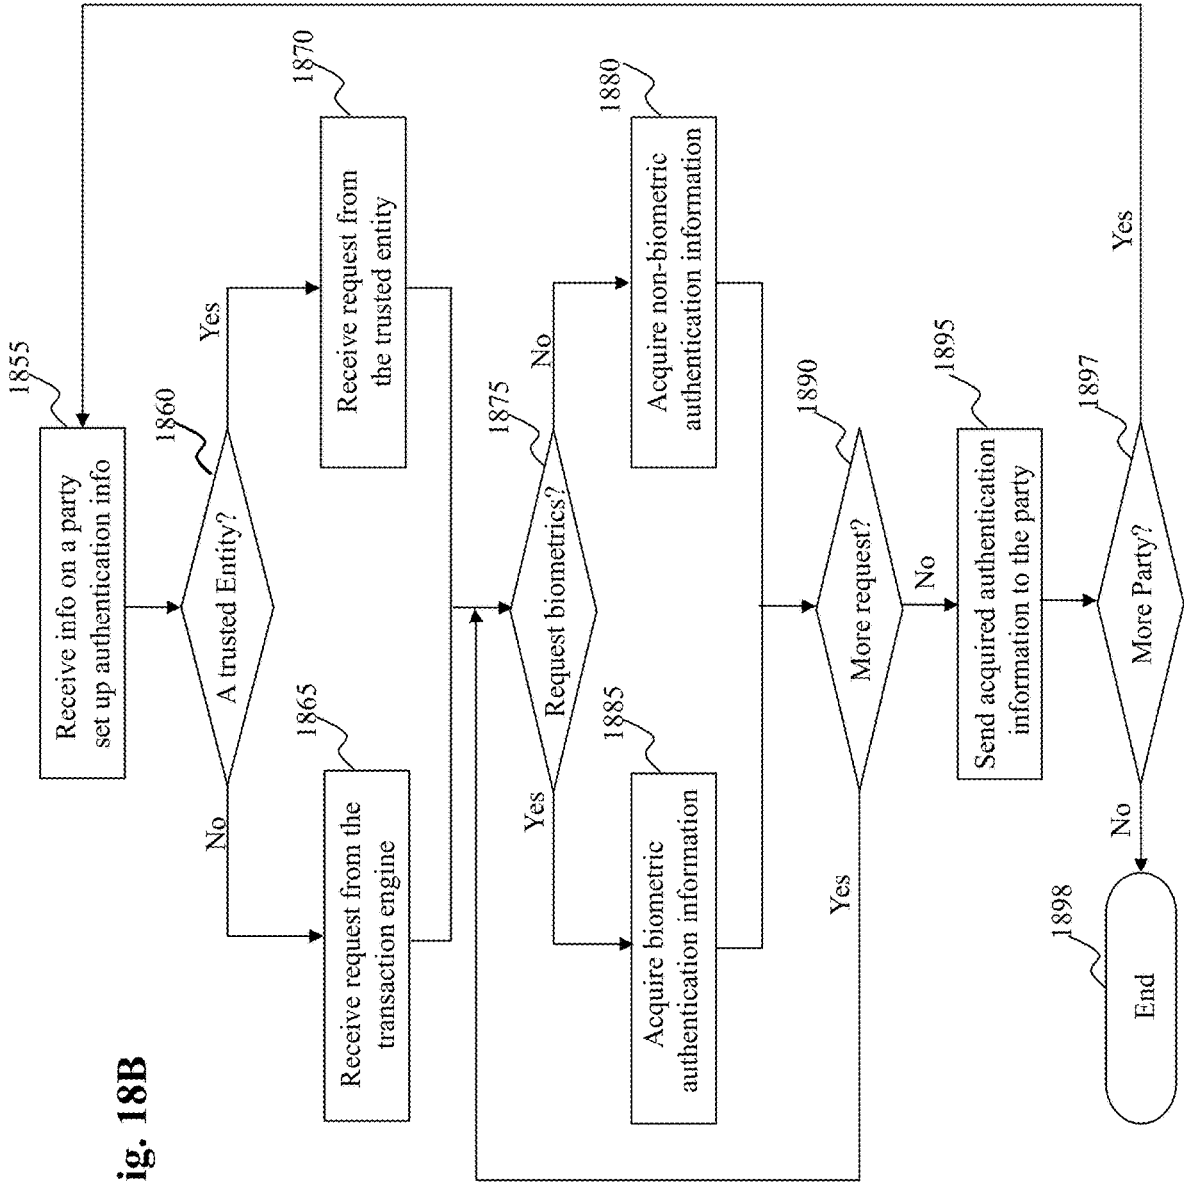 1855
Receive info on a party
set up authentication info
1860
A trusted Entity?
No
Yes
1865
Receive request from the
transaction engine
1870
Receive request from
the trusted entity
1875
Request biometrics?
Yes
No
1885
Acquire biometric
authentication information
1880
Acquire non-biometric
authentication information
1890
More request?
Yes
No
1895
Send acquired authentication
information to the party
1897
More Party?
No
Yes
1898
End
ig. 18B